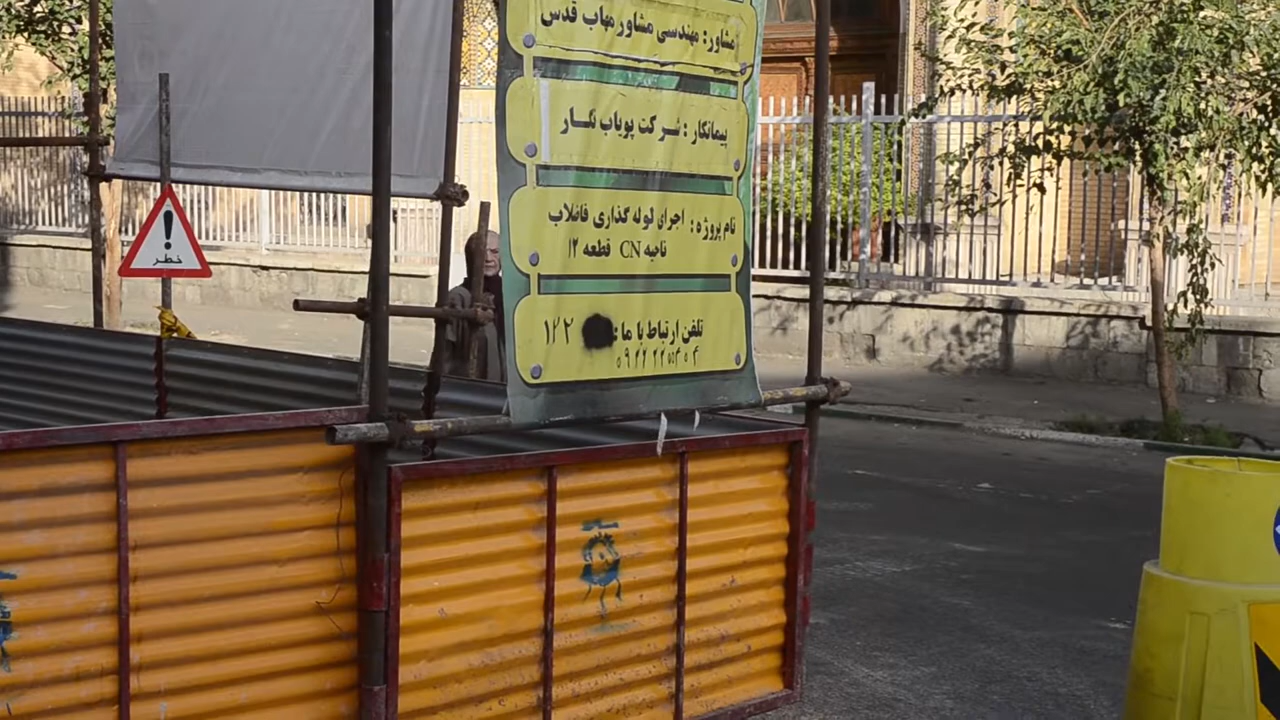 مشاور: مهندسی مشاور مهاب قدس
پیمانکار: شرکت پویاب نگار
نام پروژه: اجرای لوله گذاری فاضلاب
ناحیه CN قطعه ۱۲
تلفن ارتباط با ما: ۱۲۲
خطر